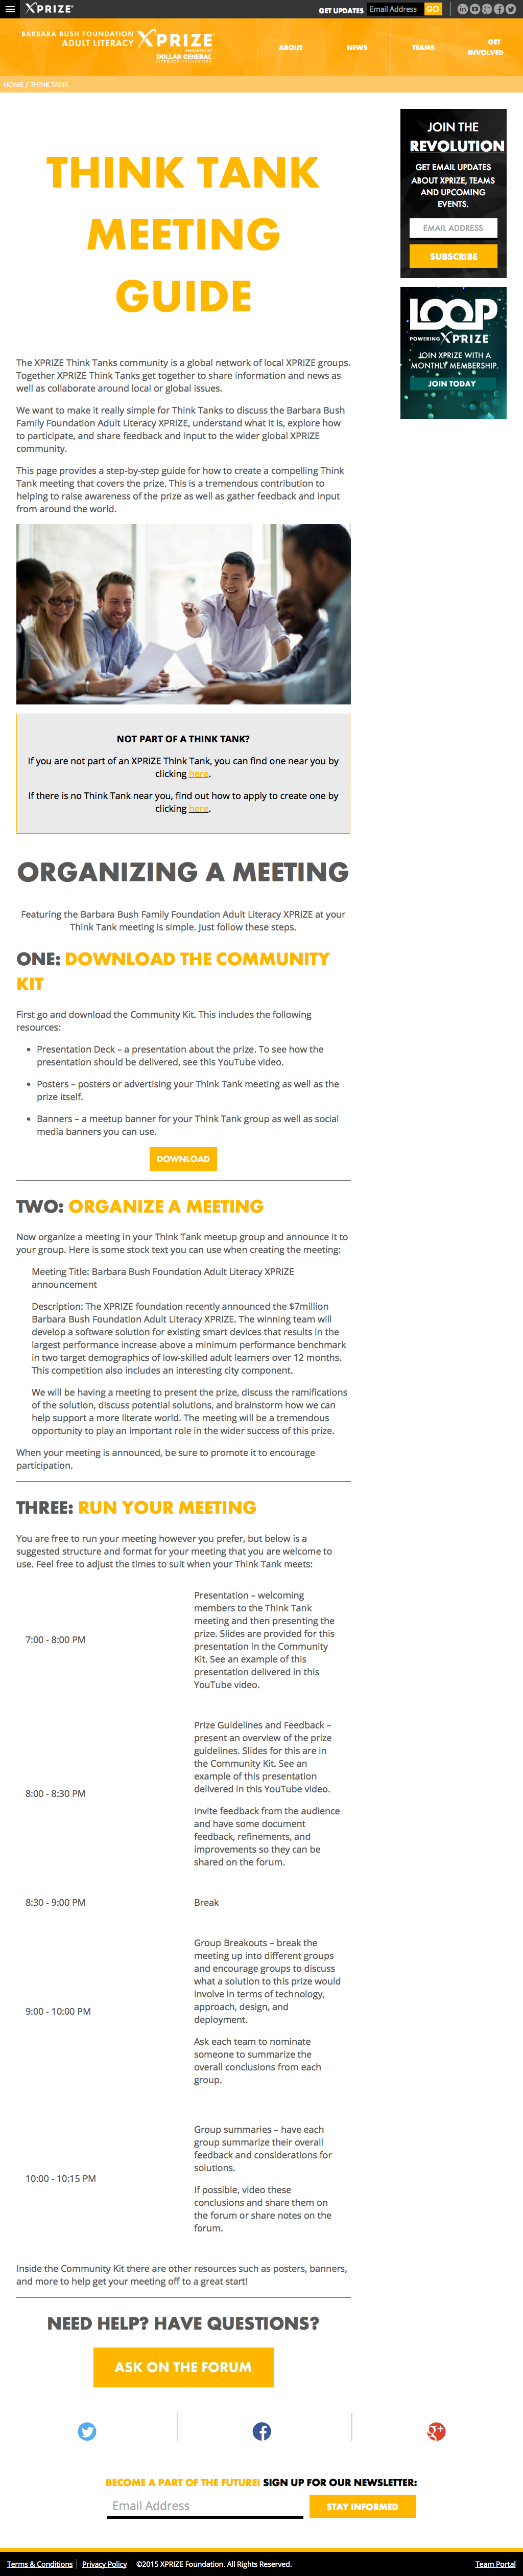 XPRIZE
GET UPDATES Email Address GO
BARBARA BUSH FOUNDATION
ADULT LITERACY XPRIZE
PRESENTED BY
DOLLAR GENERAL
LITERACY FOUNDATION
ABOUT NEWS TEAMS GET
INVOLVED
HOME / THINK TANK
THINK TANK
MEETING
GUIDE
The XPRIZE Think Tanks community is a global network of local XPRIZE groups.
Together XPRIZE Think Tanks get together to share information and news as
well as collaborate around local or global issues.
We want to make it really simple for Think Tanks to discuss the Barbara Bush
Family Foundation Adult Literacy XPRIZE, understand what it is, explore how
to participate, and share feedback and input to the wider global XPRIZE
community.
This page provides a step-by-step guide for how to create a compelling Think
Tank meeting that covers the prize. This is a tremendous contribution to
helping to raise awareness of the prize as well as gather feedback and input
from around the world.
NOT PART OF A THINK TANK?
If you are not part of an XPRIZE Think Tank, you can find one near you by
clicking here.
If there is no Think Tank near you, find out how to apply to create one by
clicking here.
ORGANIZING A MEETING
Featuring the Barbara Bush Family Foundation Adult Literacy XPRIZE at your
Think Tank meeting is simple. Just follow these steps.
ONE: DOWNLOAD THE COMMUNITY
KIT
First go and download the Community Kit. This includes the following
resources:
• Presentation Deck – a presentation about the prize. To see how the
presentation should be delivered, see this YouTube video.
• Posters – posters or advertising your Think Tank meeting as well as the
prize itself.
• Banners – a meetup banner for your Think Tank group as well as social
media banners you can use.
DOWNLOAD
TWO: ORGANIZE A MEETING
Now organize a meeting in your Think Tank meetup group and announce it to
your group. Here is some stock text you can use when creating the meeting:
Meeting Title: Barbara Bush Foundation Adult Literacy XPRIZE
announcement
Description: The XPRIZE foundation recently announced the $7million
Barbara Bush Foundation Adult Literacy XPRIZE. The winning team will
develop a software solution for existing smart devices that results in the
largest performance increase above a minimum performance benchmark
in two target demographics of low-skilled adult learners over 12 months.
This competition also includes an interesting city component.
We will be having a meeting to present the prize, discuss the ramifications
of the solution, discuss potential solutions, and brainstorm how we can
help support a more literate world. The meeting will be a tremendous
opportunity to play an important role in the wider success of this prize.
When your meeting is announced, be sure to promote it to encourage
participation.
THREE: RUN YOUR MEETING
You are free to run your meeting however you prefer, but below is a
suggested structure and format for your meeting that you are welcome to
use. Feel free to adjust the times to suit when your Think Tank meets:
7:00 - 8:00 PM
Presentation – welcoming
members to the Think Tank
meeting and then presenting the
prize. Slides are provided for this
presentation in the Community
Kit. See an example of this
presentation delivered in this
YouTube video.
8:00 - 8:30 PM
Prize Guidelines and Feedback –
present an overview of the prize
guidelines. Slides for this are in
the Community Kit. See an
example of this presentation
delivered in this YouTube video.
Invite feedback from the audience
and have some document
feedback, refinements, and
improvements so they can be
shared on the forum.
8:30 - 9:00 PM Break
9:00 - 10:00 PM
Group Breakouts – break the
meeting up into different groups
and encourage groups to discuss
what a solution to this prize would
involve in terms of technology,
approach, design, and
deployment.
Ask each team to nominate
someone to summarize the
overall conclusions from each
group.
10:00 - 10:15 PM
Group summaries – have each
group summarize their overall
feedback and considerations for
solutions.
If possible, video these
conclusions and share them on
the forum or share notes on the
forum.
Inside the Community Kit there are other resources such as posters, banners,
and more to help get your meeting off to a great start!
NEED HELP? HAVE QUESTIONS?
ASK ON THE FORUM
JOIN THE
REVOLUTION
GET EMAIL UPDATES
ABOUT XPRIZE, TEAMS
AND UPCOMING
EVENTS.
EMAIL ADDRESS
SUBSCRIBE
LOOP
POWERING XPRIZE
JOIN XPRIZE WITH A
MONTHLY MEMBERSHIP.
JOIN TODAY
BECOME A PART OF THE FUTURE! SIGN UP FOR OUR NEWSLETTER:
Email Address STAY INFORMED
Terms & Conditions | Privacy Policy | ©2015 XPRIZE Foundation. All Rights Reserved. Team Portal